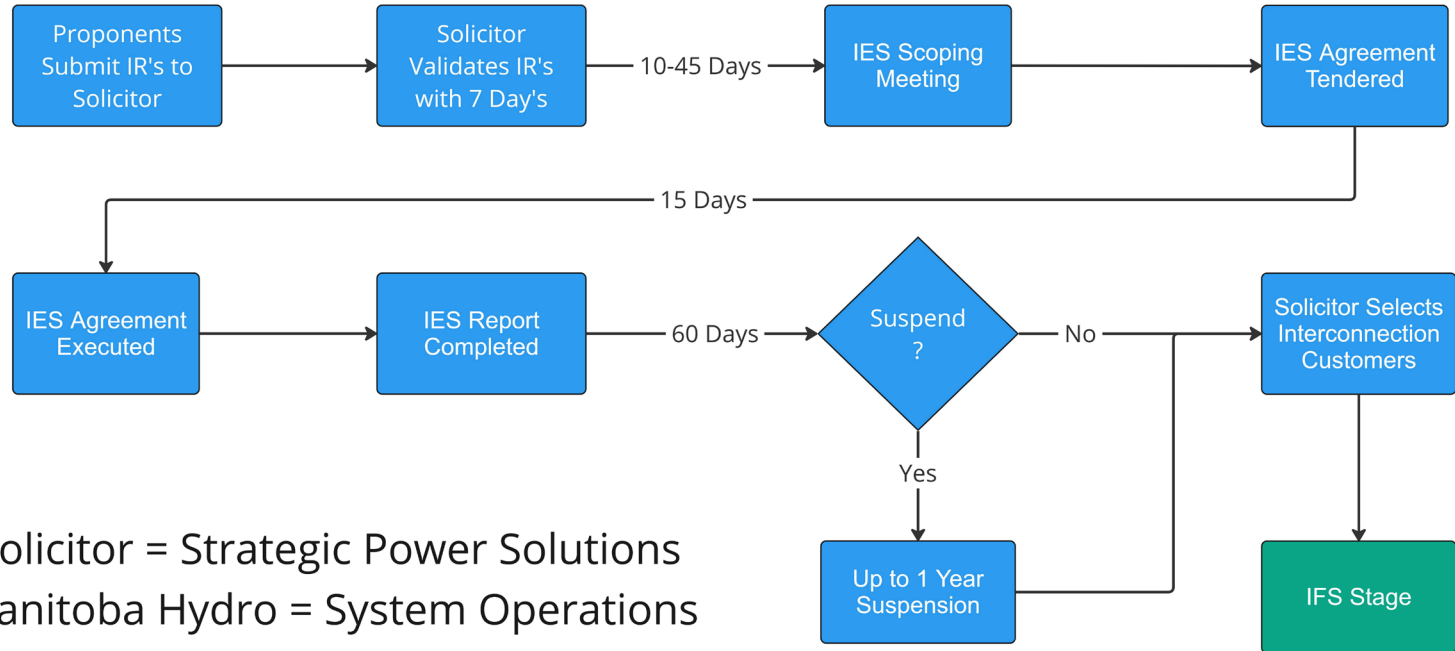 Proponents
Submit IR's to
Solicitor
Solicitor
Validates IR's
with 7 Day's
10-45 Days
IES Scoping
Meeting
IES Agreement
Tendered
15 Days
IES Agreement
Executed
IES Report
Completed
60 Days
Suspend
?
No
Solicitor Selects
Interconnection
Customers
Yes
Up to 1 Year
Suspension
IFS Stage
olicitor = Strategic Power Solutions
anitoba Hydro = System Operations